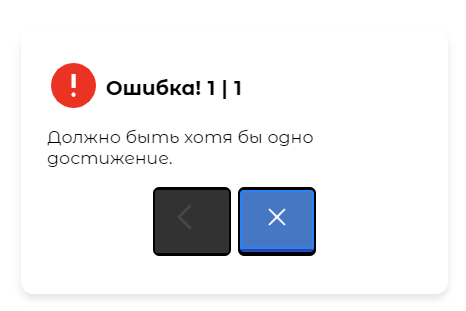 Ошибка! 1 | 1
Должно быть хотя бы одно
достижение.